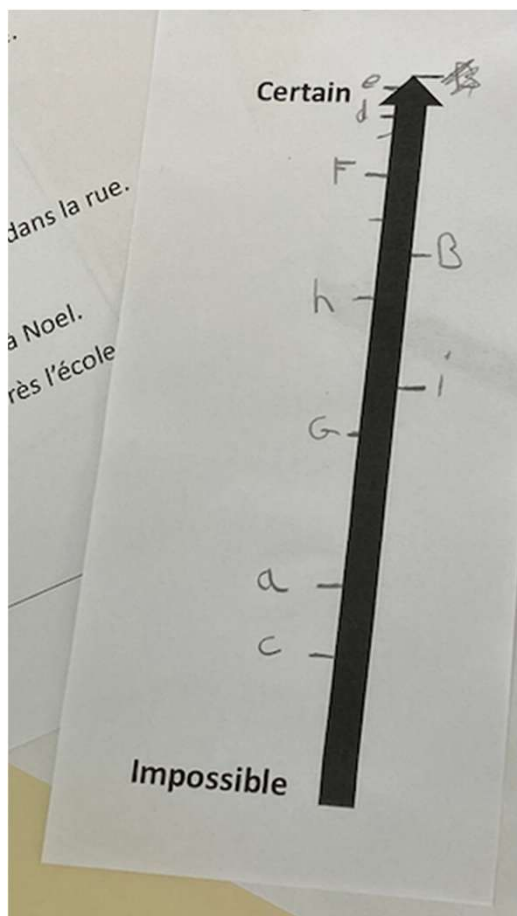 dans la rue.
à Noel.
rès l'école
Certain
e
d
F
B
h
i
G
a
C
Impossible